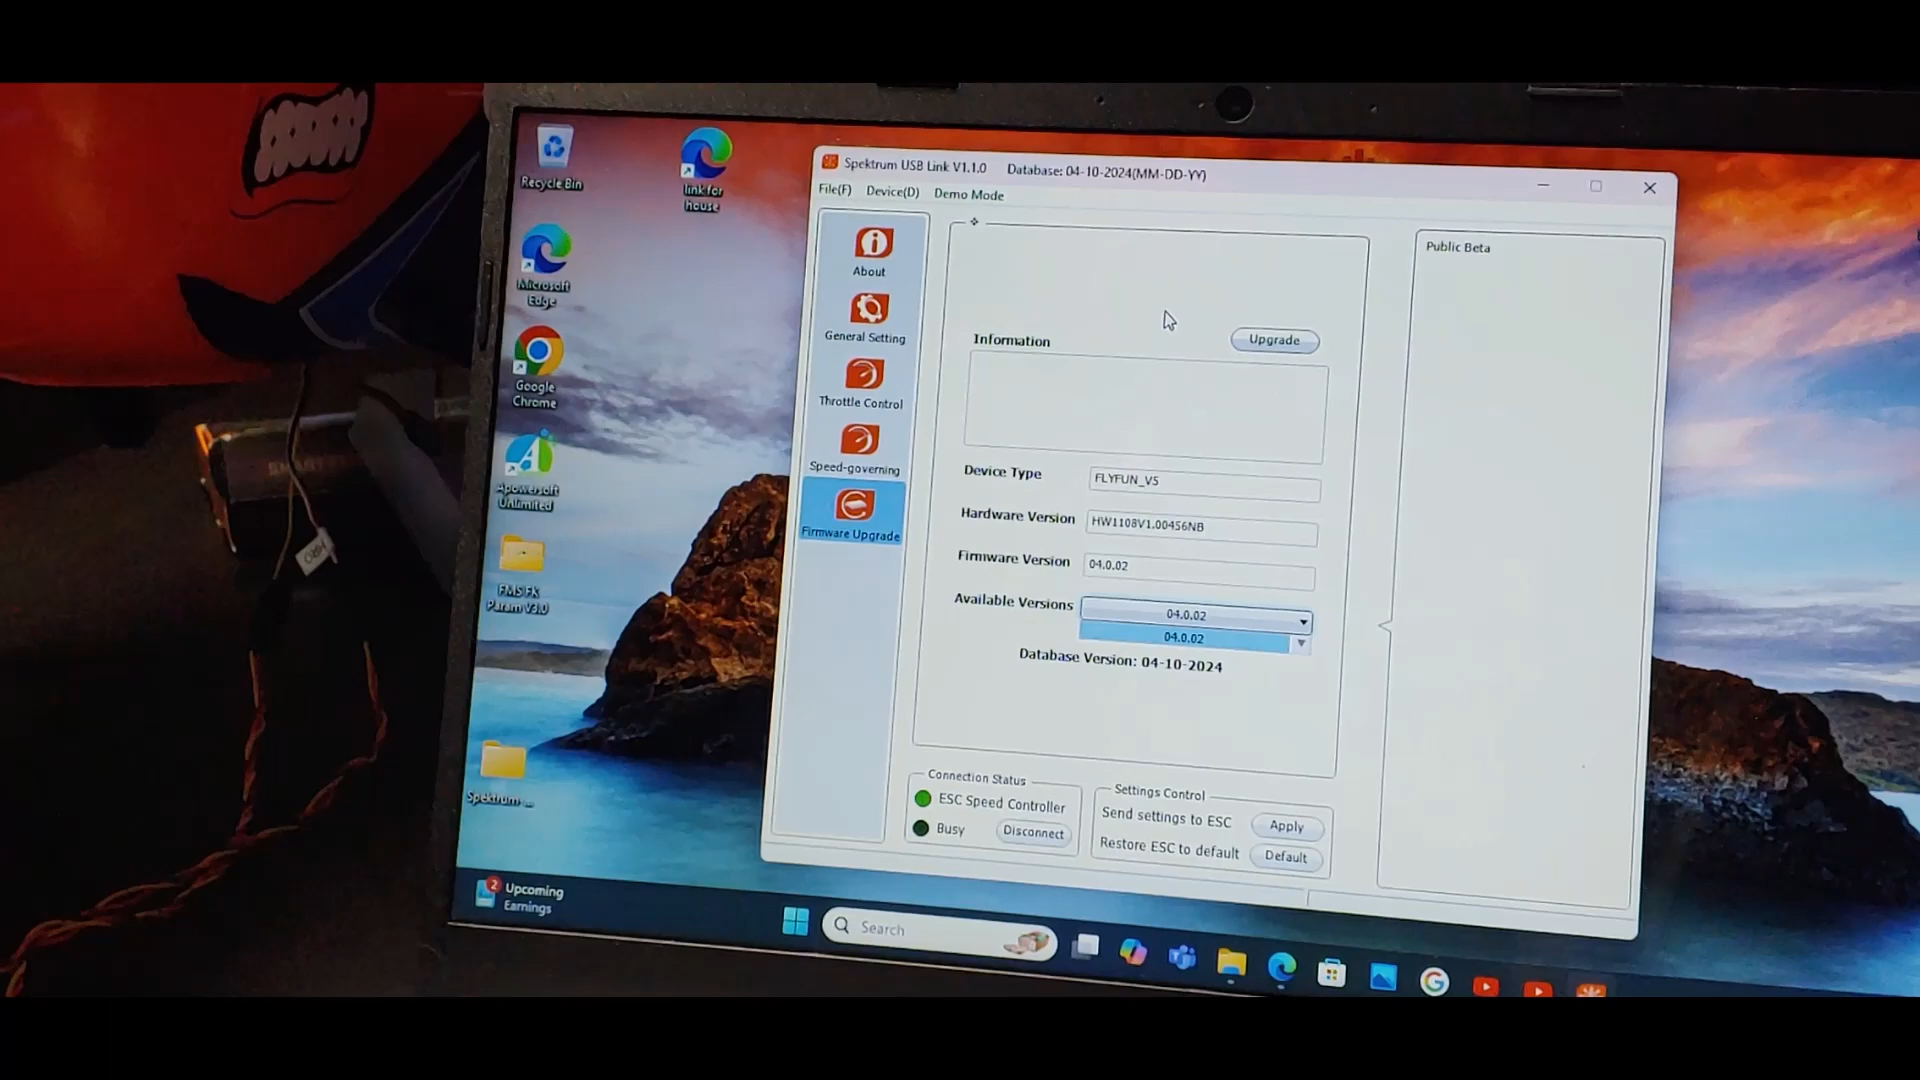 Recycle Bin
link for
house
Microsoft
Edge
Google
Chrome
Apowersoft
Unlimited
FMS FK
Param V3.0
Spektrum ...
Spektrum USB Link V1.1.0 Database: 04-10-2024(MM-DD-YY)
File(F) Device(D) Demo Mode
About
General Setting
Throttle Control
Speed-governing
Firmware Upgrade
Information
Upgrade
Device Type
FLYFUN_V5
Hardware Version
HW1108V1.00456NB
Firmware Version
04.0.02
Available Versions
04.0.02
04.0.02
Database Version: 04-10-2024
Connection Status
ESC Speed Controller
Busy
Disconnect
Settings Control
Send settings to ESC
Apply
Restore ESC to default
Default
Public Beta
2
Upcoming
Earnings
Search